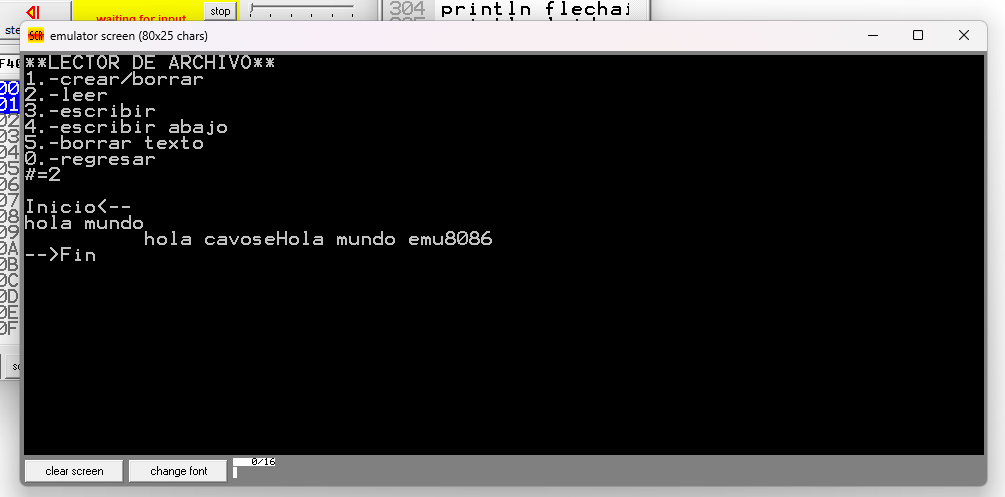 waiting for input
stop
304 println flechai
emulator screen (80x25 chars)
**LECTOR DE ARCHIVO**
1.-crear/borrar
2.-leer
3.-escribir
4.-escribir abajo
5.-borrar texto
0.-regresar
#=2
Inicio<--
hola mundo
hola cavoseHola mundo emu8086
-->Fin
F40
00
01
02
03
04
05
06
07
08
09
0A
0B
0C
0D
0E
0F
clear screen
change font
0/16